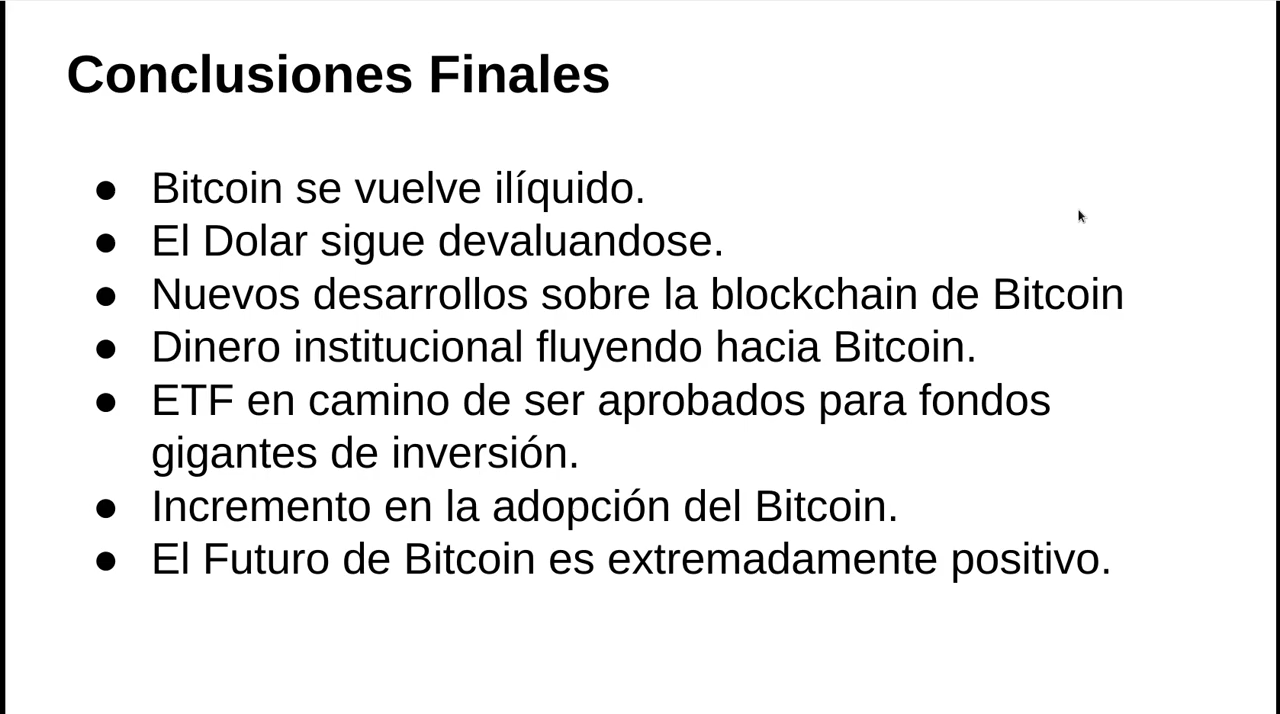 Conclusiones Finales
● Bitcoin se vuelve ilíquido.
● El Dolar sigue devaluandose.
● Nuevos desarrollos sobre la blockchain de Bitcoin
● Dinero institucional fluyendo hacia Bitcoin.
● ETF en camino de ser aprobados para fondos
gigantes de inversión.
● Incremento en la adopción del Bitcoin.
● El Futuro de Bitcoin es extremadamente positivo.